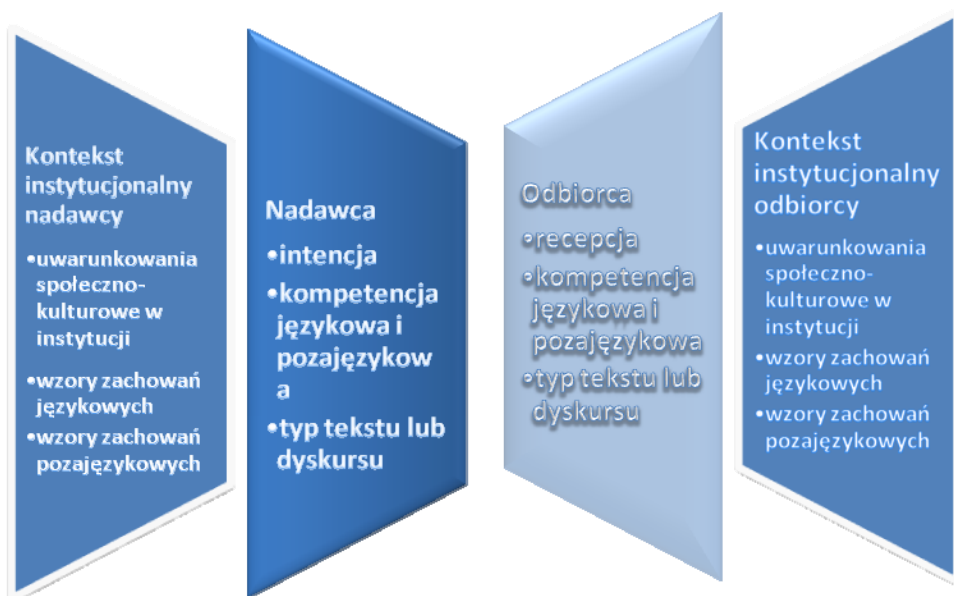 Kontekst
instytucjonalny
nadawcy
•uwarunkowania
społeczno-
kulturowe w
instytucji
•wzory zachowań
językowych
•wzory zachowań
pozajęzykowych
Nadawca
•intencja
•kompetencja
językowa i
pozajęzykow
a
•typ tekstu lub
dyskursu
Odbiorca
•recepcja
•kompetencja
językowa i
pozajęzykowa
•typ tekstu lub
dyskursu
Kontekst
instytucjonalny
odbiorcy
•uwarunkowania
społeczno-
kulturowe w
instytucji
•wzory zachowań
językowych
•wzory zachowań
pozajęzykowych